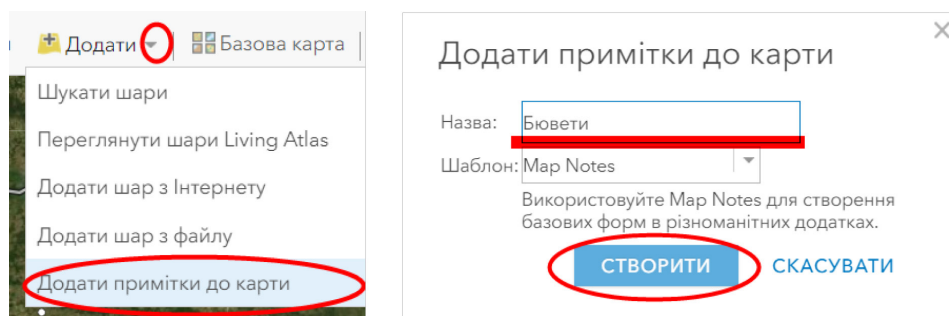 Додати
Базова карта
Шукати шари
Переглянути шари Living Atlas
Додати шар з Інтернету
Додати шар з файлу
Додати примітки до карти
Додати примітки до карти
Назва: Бювети
Шаблон: Map Notes
Використовуйте Map Notes для створення
базових форм в різноманітних додатках.
СТВОРИТИ
СКАСУВАТИ